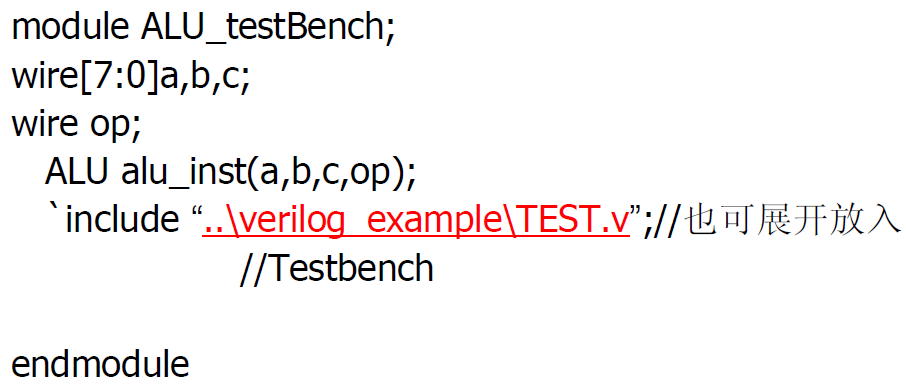 module ALU_testBench;
wire[7:0]a,b,c;
wire op;
ALU alu_inst(a,b,c,op);
`include “..\verilog_example\TEST.v”;//也可展开放入
//Testbench
endmodule